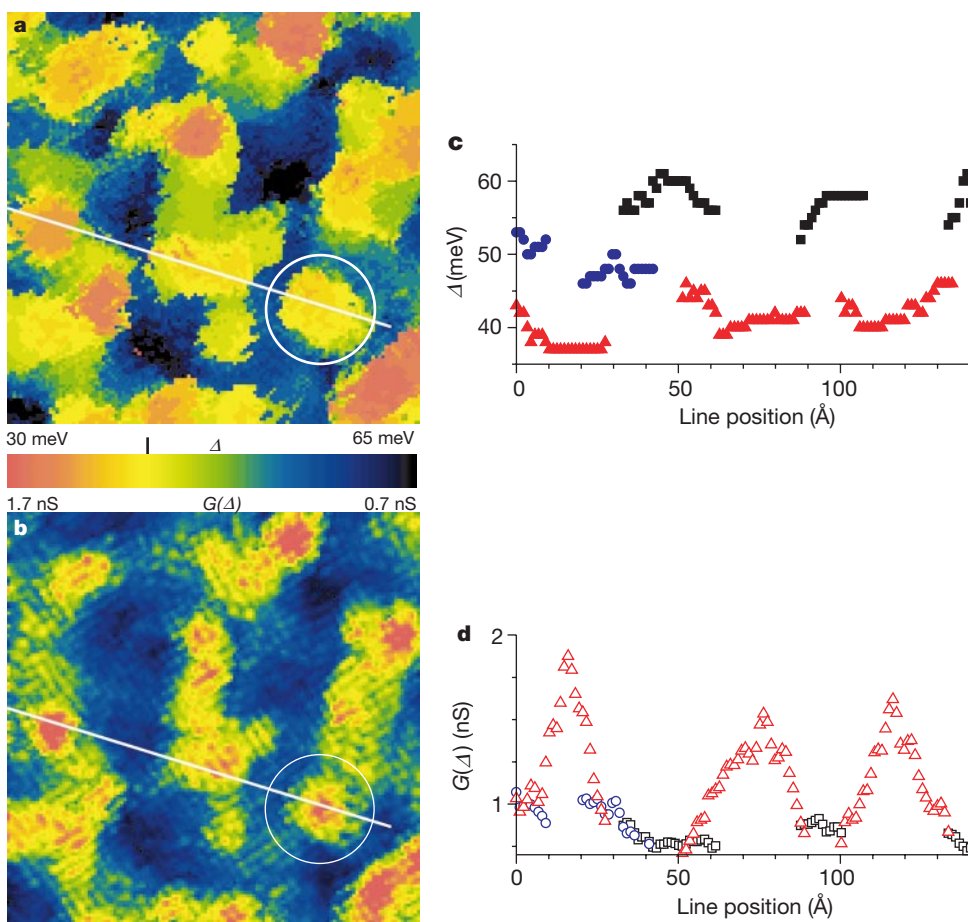 a
30 meV Δ 65 meV
1.7 nS G(Δ) 0.7 nS
b
c
60
50
40
Δ (meV)
0 50 100
Line position (Å)
d
2
1
G(Δ) (nS)
0 50 100
Line position (Å)